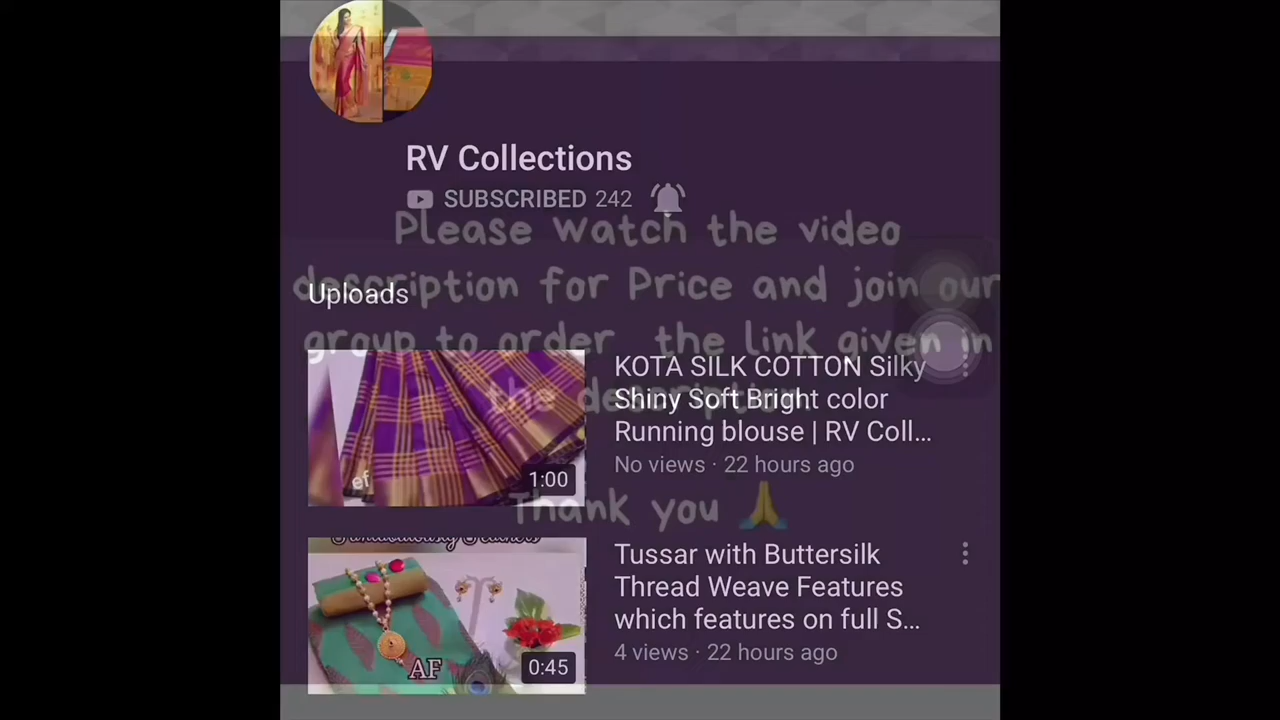 RV Collections
SUBSCRIBED 242
Please watch the video
description for Price and join our
group to order the link given in
the description.
Thank you 🙏
Uploads
KOTA SILK COTTON Silky
Shiny Soft Bright color
Running blouse | RV Coll...
No views · 22 hours ago
ef
1:00
Tussar with Buttersilk
Thread Weave Features
which features on full S...
4 views · 22 hours ago
AF
0:45